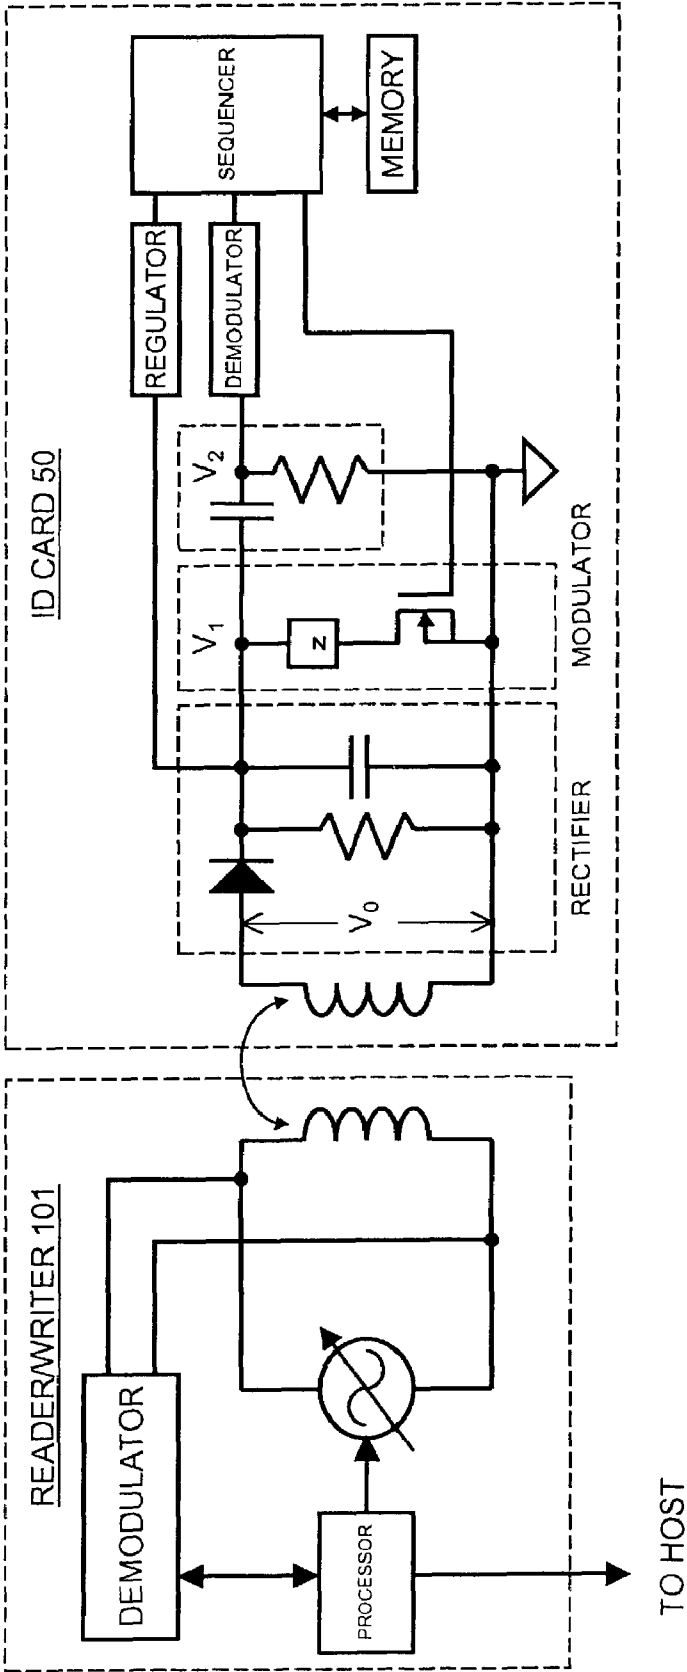 READER/WRITER 101
DEMODULATOR
PROCESSOR
TO HOST
ID CARD 50
V0
RECTIFIER
V1
Z
MODULATOR
V2
REGULATOR
DEMODULATOR
SEQUENCER
MEMORY